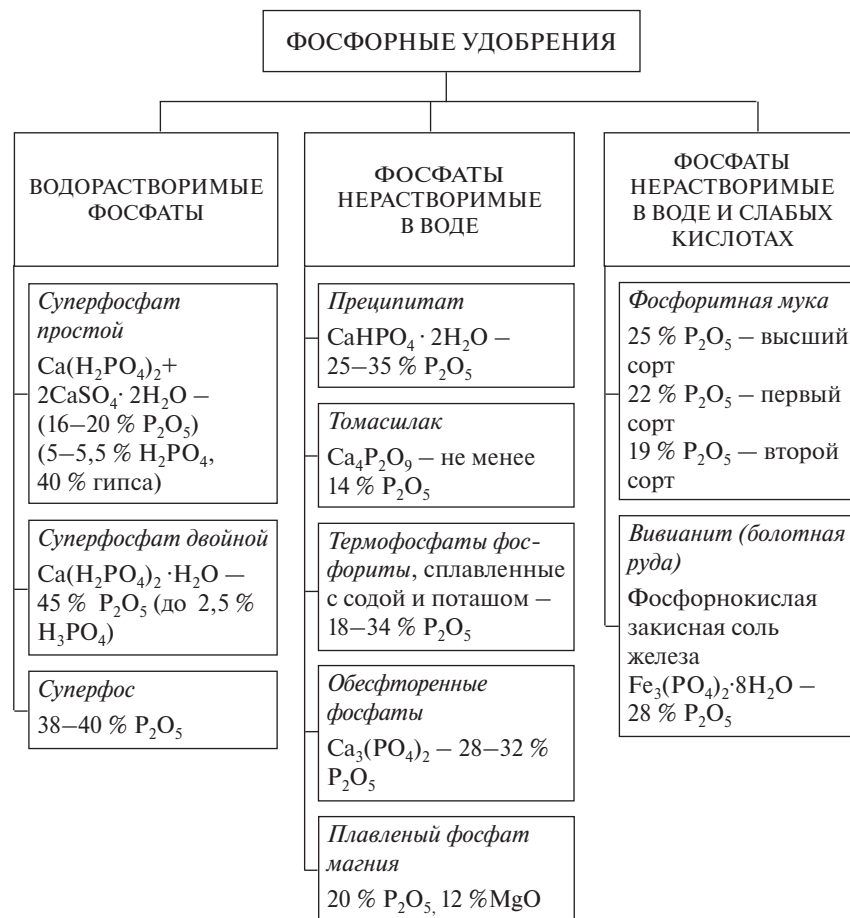 ФОСФОРНЫЕ УДОБРЕНИЯ
ВОДОРАСТВОРИМЫЕ
ФОСФАТЫ
Суперфосфат
простой
Ca(H₂PO₄)₂+
2CaSO₄· 2H₂O –
(16–20 % P₂O₅)
(5–5,5 % H₂PO₄,
40 % гипса)
Суперфосфат двойной
Ca(H₂PO₄)₂ ·H₂O —
45 % P₂O₅ (до 2,5 %
H₃PO₄)
Суперфос
38–40 % P₂O₅
ФОСФАТЫ
НЕРАСТВОРИМЫЕ
В ВОДЕ
Преципитат
CaHPO₄ · 2H₂O –
25–35 % P₂O₅
Томасшлак
Ca₄P₂O₉ – не менее
14 % P₂O₅
Термофосфаты фос-
фориты, сплавленные
с содой и поташом –
18–34 % P₂O₅
Обесфторенные
фосфаты
Ca₃(PO₄)₂ – 28–32 %
P₂O₅
Плавленый фосфат
магния
20 % P₂O₅, 12 %MgO
ФОСФАТЫ
НЕРАСТВОРИМЫЕ
В ВОДЕ И СЛАБЫХ
КИСЛОТАХ
Фосфоритная мука
25 % P₂O₅ – высший
сорт
22 % P₂O₅ – первый
сорт
19 % P₂O₅ – второй
сорт
Вивианит (болотная
руда)
Фосфорнокислая
закисная соль
железа
Fe₃(PO₄)₂·8H₂O –
28 % P₂O₅